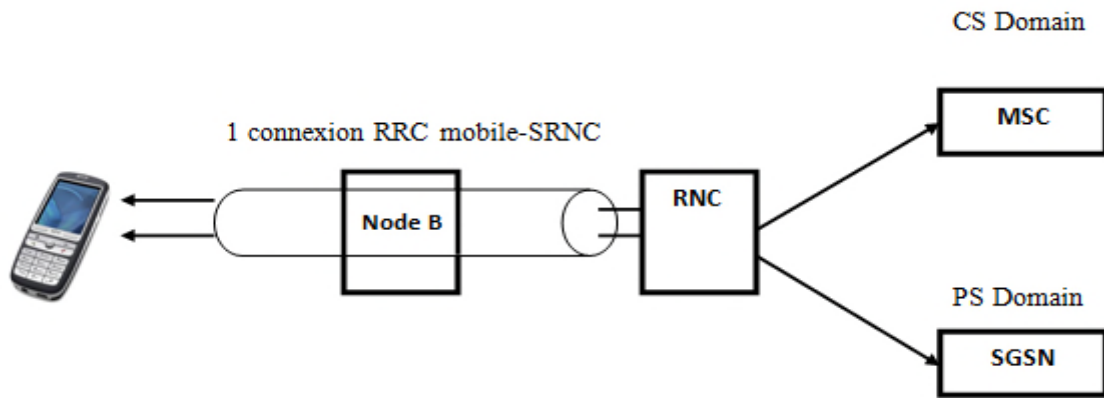 CS Domain
MSC
1 connexion RRC mobile-SRNC
RNC
Node B
PS Domain
SGSN